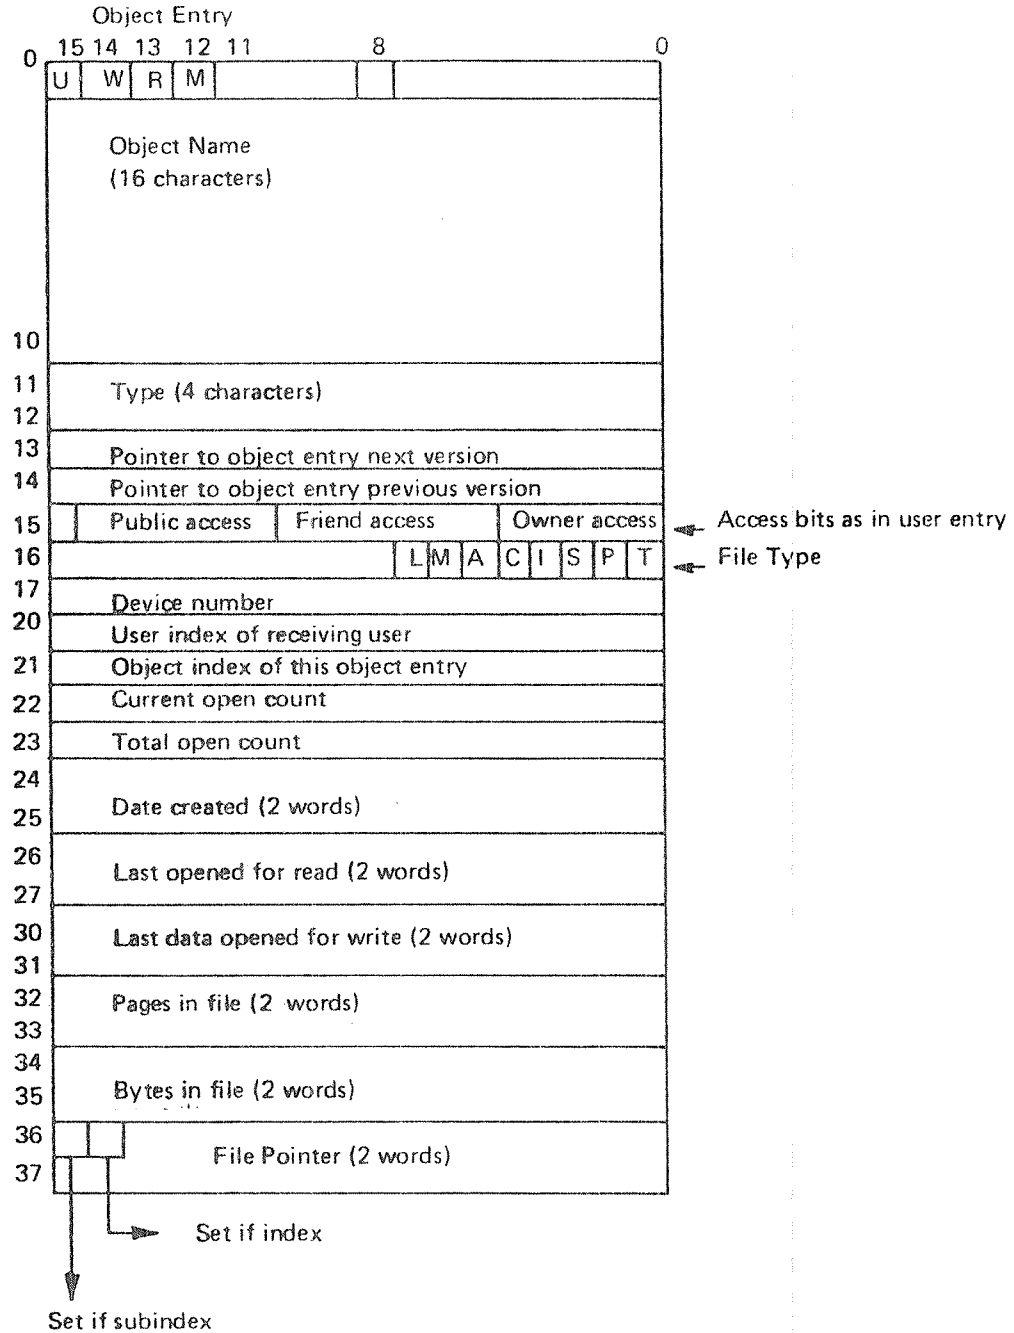 Object Entry
15 14 13 12 11 8 0
0
U W R M
Object Name
(16 characters)
10
11 Type (4 characters)
12
13 Pointer to object entry next version
14 Pointer to object entry previous version
15 Public access Friend access Owner access Access bits as in user entry
16 L M A C I S P T File Type
17 Device number
20 User index of receiving user
21 Object index of this object entry
22 Current open count
23 Total open count
24
25 Date created (2 words)
26 Last opened for read (2 words)
27
30 Last data opened for write (2 words)
31
32 Pages in file (2 words)
33
34
35 Bytes in file (2 words)
36 File Pointer (2 words)
37
Set if index
Set if subindex